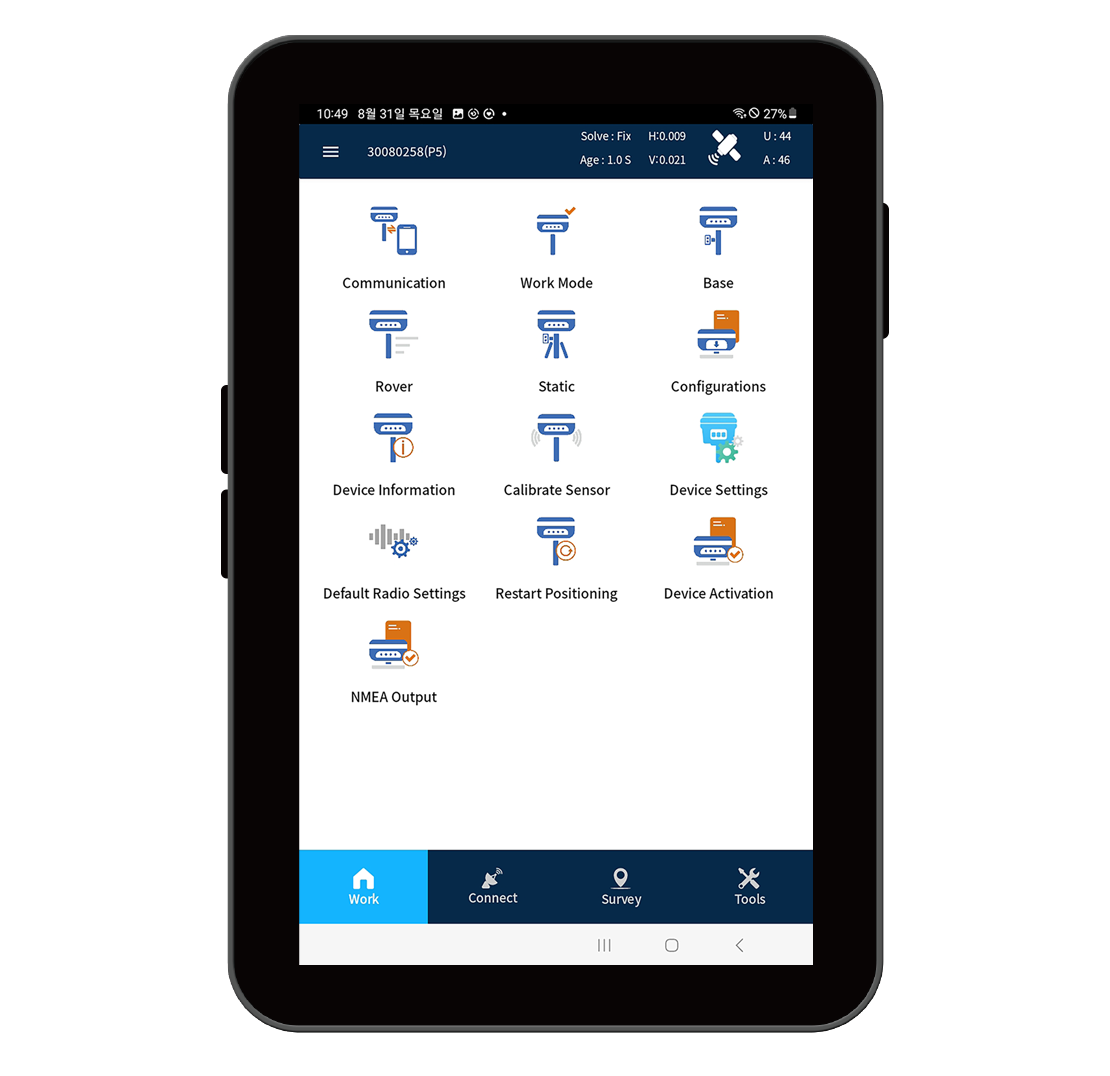 10:49 8월 31일 목요일 27%
30080258(P5)
Solve : Fix H:0.009 U : 44
Age : 1.0 S V:0.021 A : 46
Communication Work Mode Base
Rover Static Configurations
Device Information Calibrate Sensor Device Settings
Default Radio Settings Restart Positioning Device Activation
NMEA Output
Work Connect Survey Tools